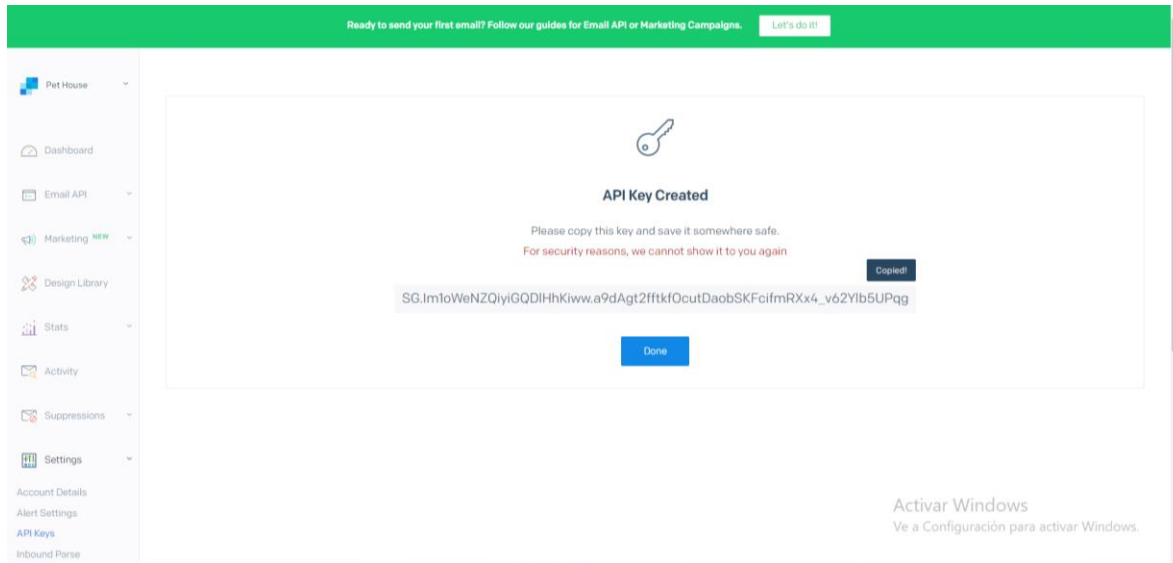 Ready to send your first email? Follow our guides for Email API or Marketing Campaigns.
Let's do it!
Pet House
Dashboard
Email API
Marketing NEW
Design Library
Stats
Activity
Suppressions
Settings
Account Details
Alert Settings
API Keys
Inbound Parse
API Key Created
Please copy this key and save it somewhere safe.
For security reasons, we cannot show it to you again
Copied!
Done
Activar Windows
Ve a Configuración para activar Windows.